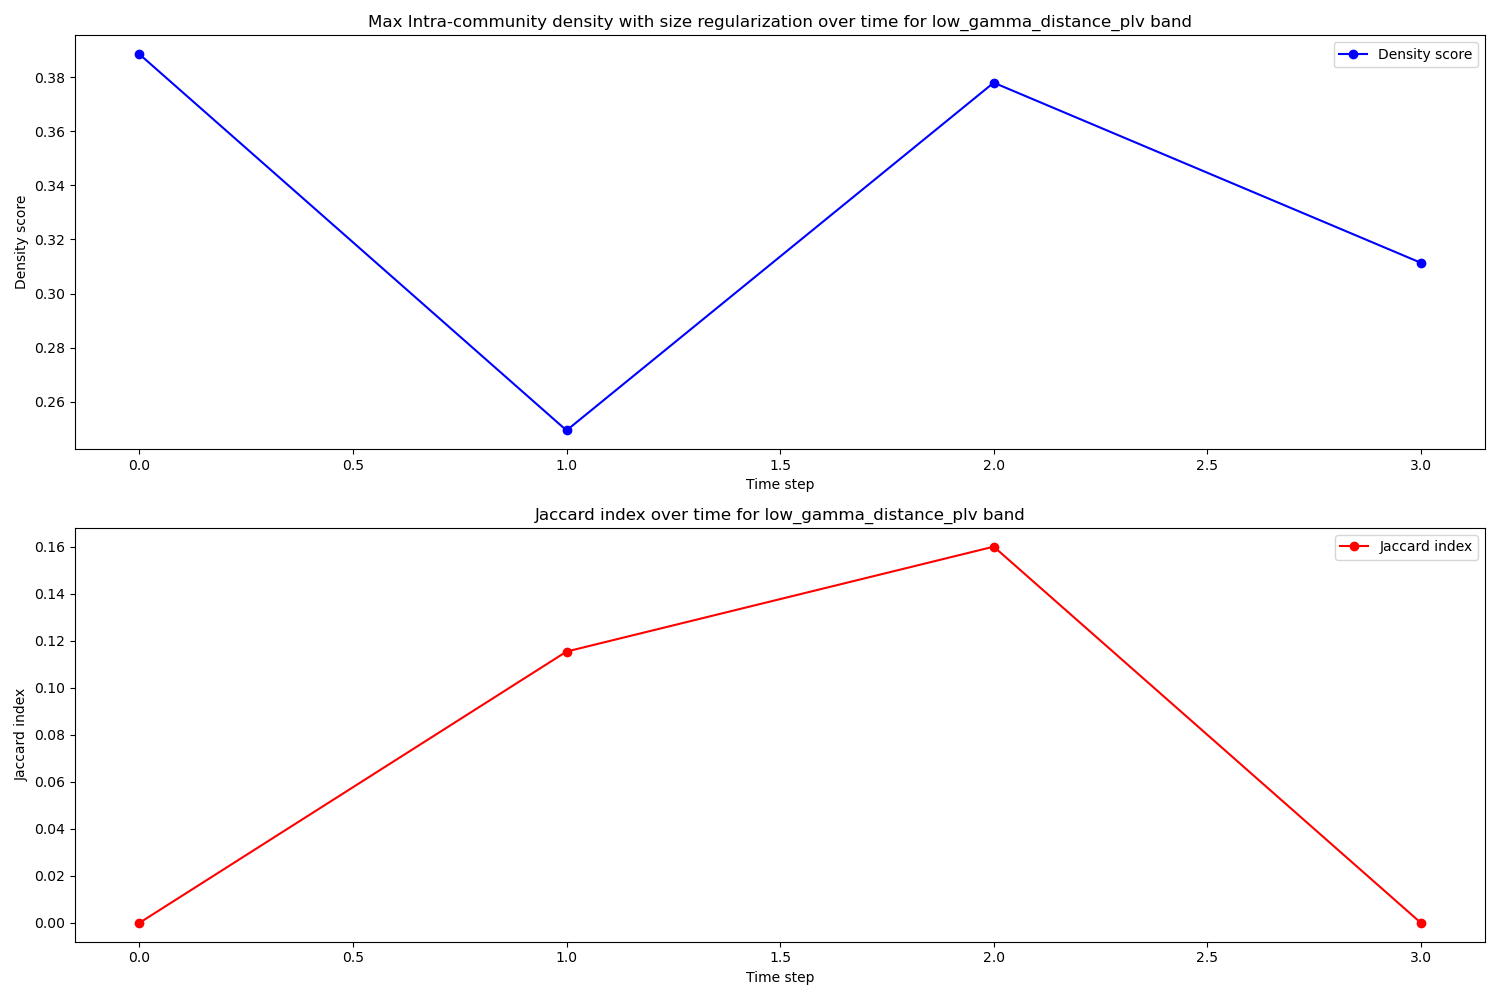 Max Intra-community density with size regularization over time for low_gamma_distance_plv band
Density score
0.38
0.36
0.34
0.32
0.30
0.28
0.26
Density score
0.0 0.5 1.0 1.5 2.0 2.5 3.0
Time step
Jaccard index over time for low_gamma_distance_plv band
Jaccard index
0.16
0.14
0.12
0.10
0.08
0.06
0.04
0.02
0.00
Jaccard index
0.0 0.5 1.0 1.5 2.0 2.5 3.0
Time step